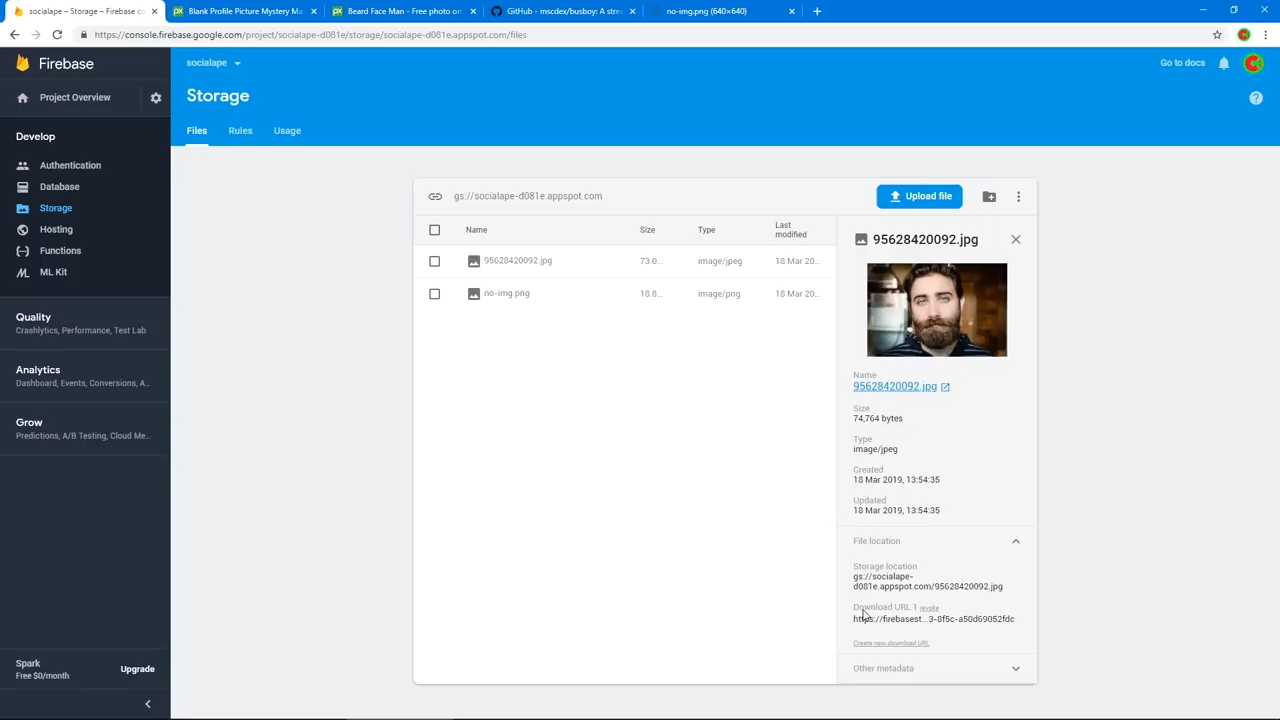 socialape – Storage – Firebase co
Blank Profile Picture Mystery Ma
Beard Face Man - Free photo on
GitHub - mscdex/busboy: A strea
no-img.png (640×640)
https://console.firebase.google.com/project/socialape-d081e/storage/socialape-d081e.appspot.com/files
Firebase
socialape
Go to docs
Project Overview
Storage
Files
Rules
Usage
Develop
Authentication
Database
Storage
Hosting
Functions
ML Kit
Quality
Crashlytics, Performance, Test Lab
Analytics
Dashboard, Events, Conversions, A...
Grow
Predictions, A/B Testing, Cloud Me...
Spark
Free $0/month
Upgrade
gs://socialape-d081e.appspot.com
Upload file
Name
Size
Type
Last
modified
95628420092.jpg
73.0...
image/jpeg
18 Mar 20...
no-img.png
18.8...
image/png
18 Mar 20...
95628420092.jpg
Name
95628420092.jpg
Size
74,764 bytes
Type
image/jpeg
Created
18 Mar 2019, 13:54:35
Updated
18 Mar 2019, 13:54:35
File location
Storage location
gs://socialape-
d081e.appspot.com/95628420092.jpg
Download URL 1 revoke
https://firebasest...3-8f5c-a50d69052fdc
Create new download URL
Other metadata